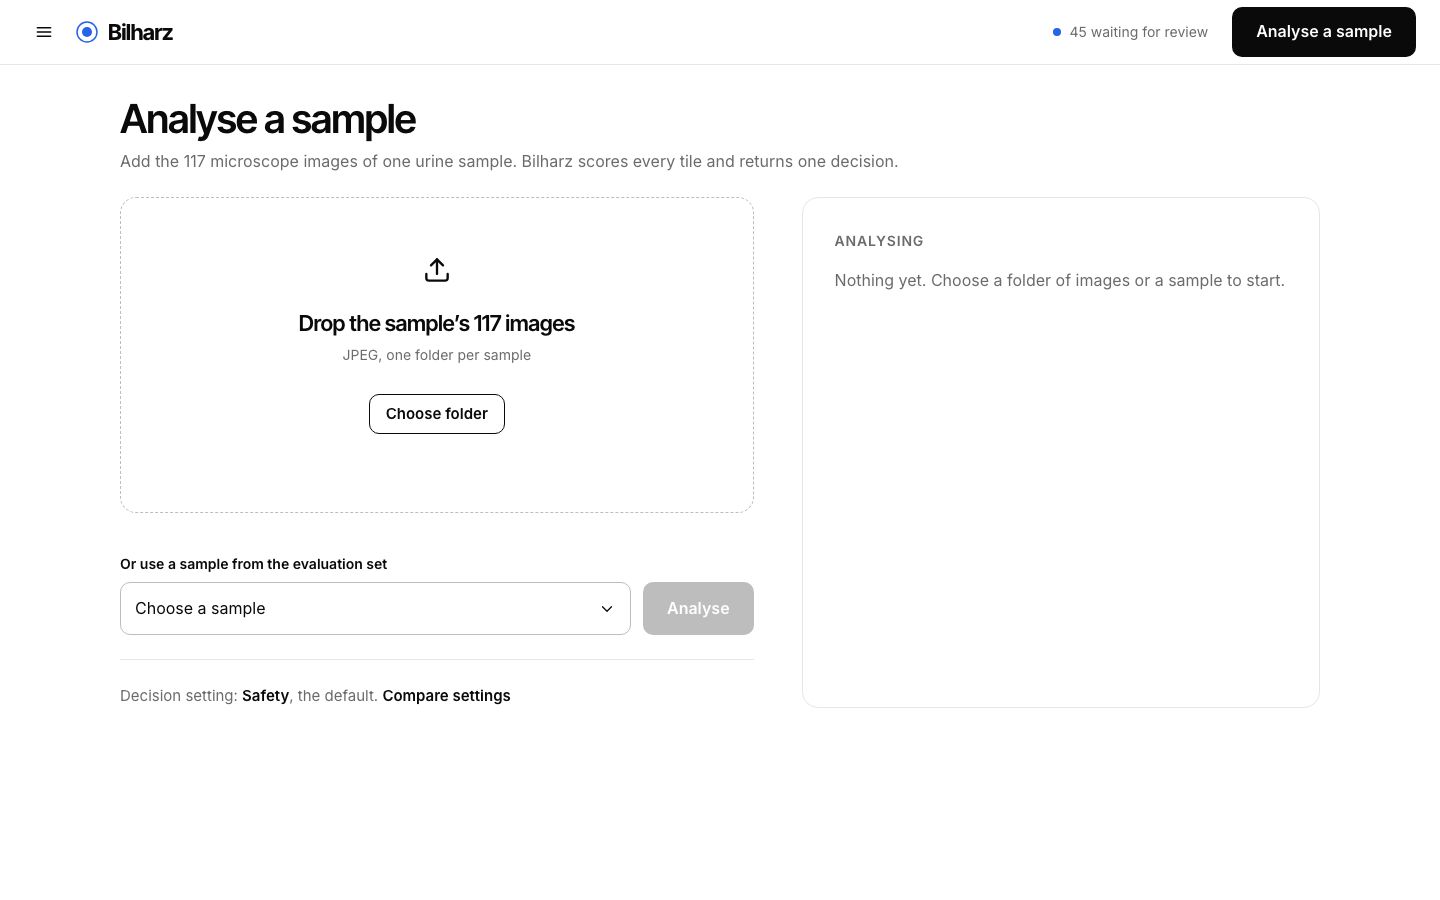 Bilharz
45 waiting for review
Analyse a sample
Analyse a sample
Add the 117 microscope images of one urine sample. Bilharz scores every tile and returns one decision.
Drop the sample’s 117 images
JPEG, one folder per sample
Choose folder
Or use a sample from the evaluation set
Choose a sample
Analyse
Decision setting: Safety, the default. Compare settings
ANALYSING
Nothing yet. Choose a folder of images or a sample to start.